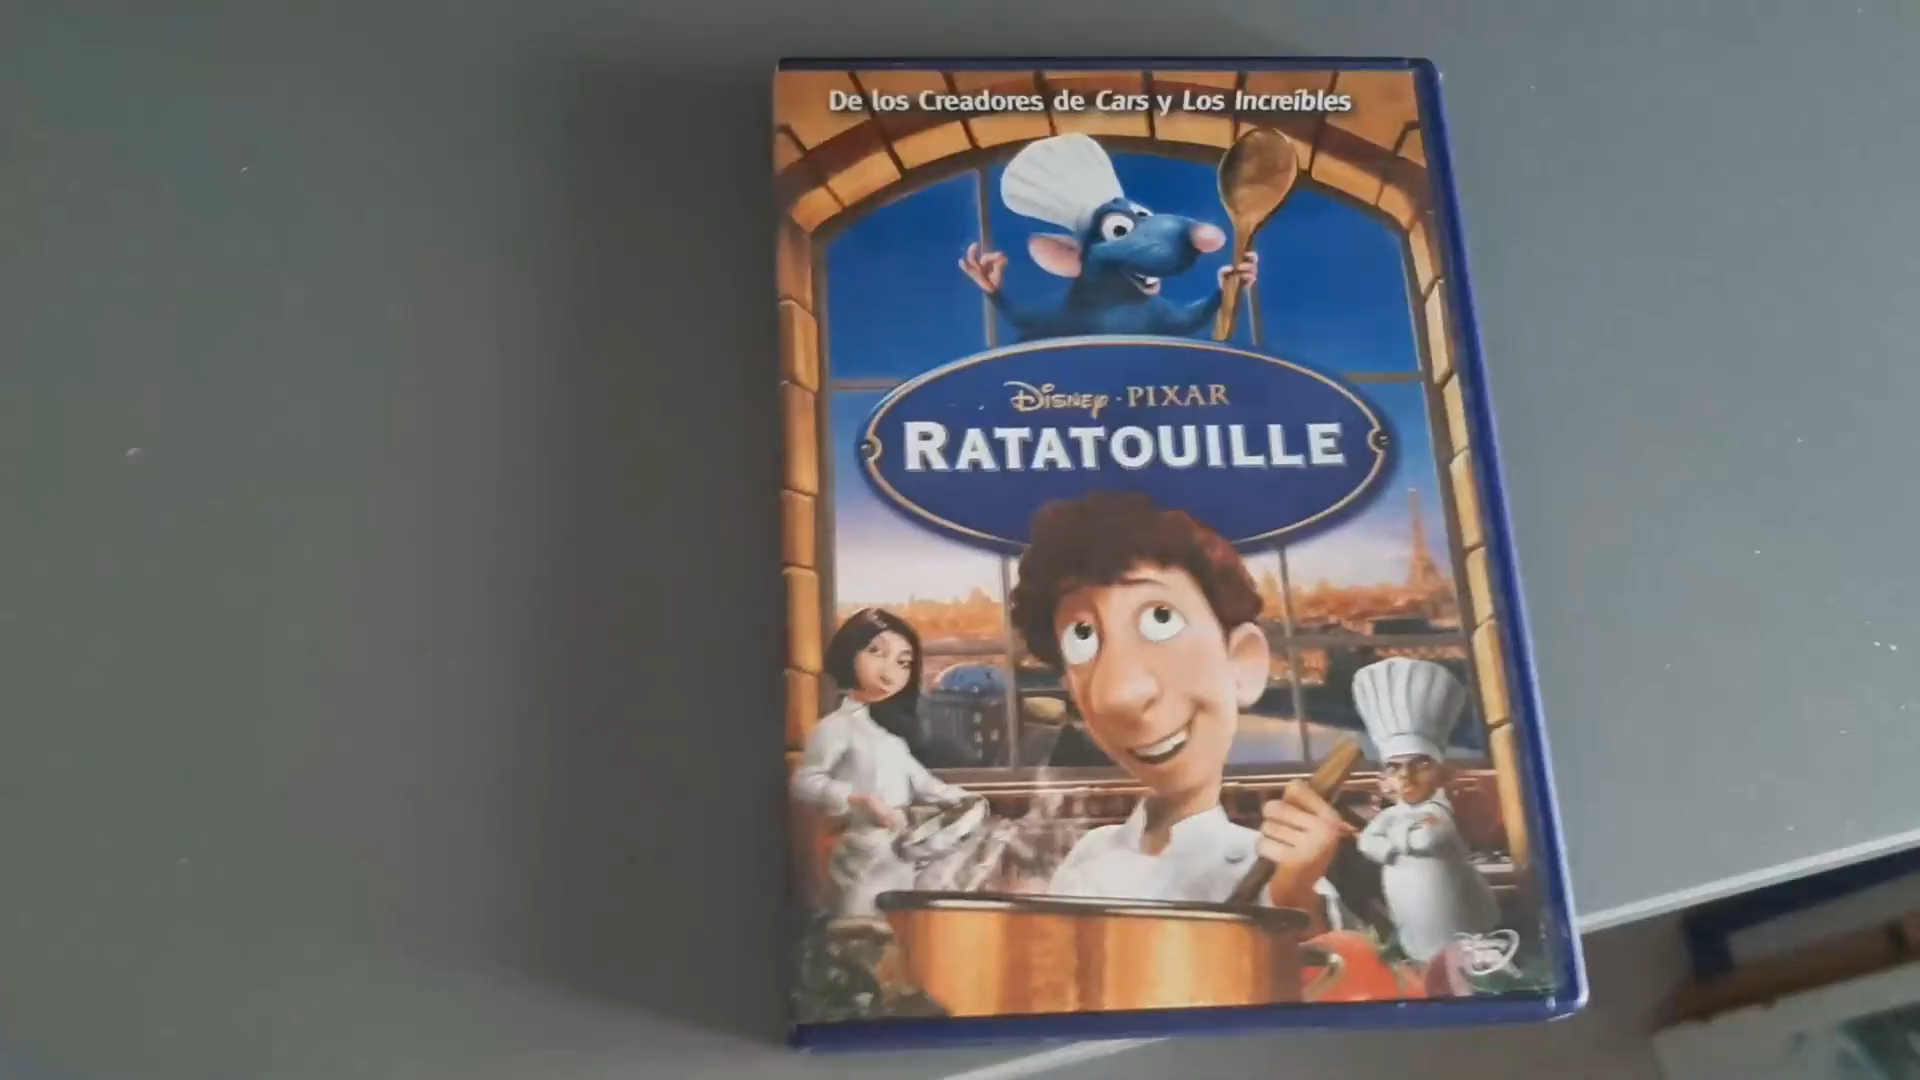 De los Creadores de Cars y Los Increíbles
Disney · PIXAR
RATATOUILLE